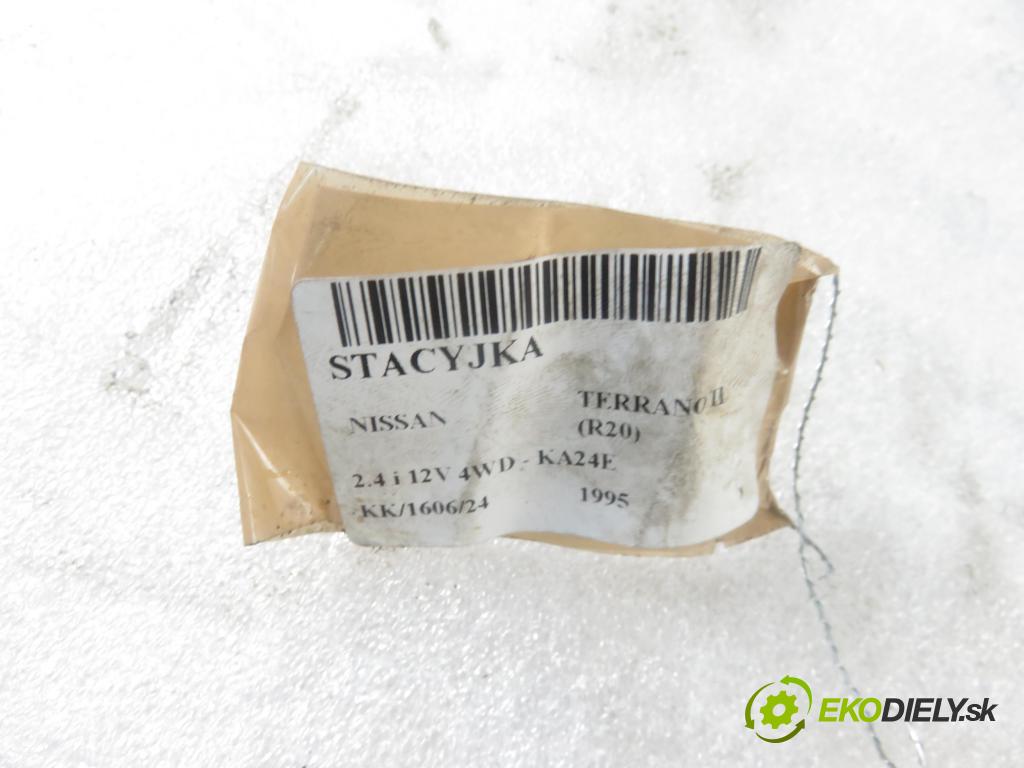 STACYJKA
NISSAN TERRANO II
(R20)
2.4 i 12V 4WD - KA24E
KK/1606/24 1995
EKODIELY.sk